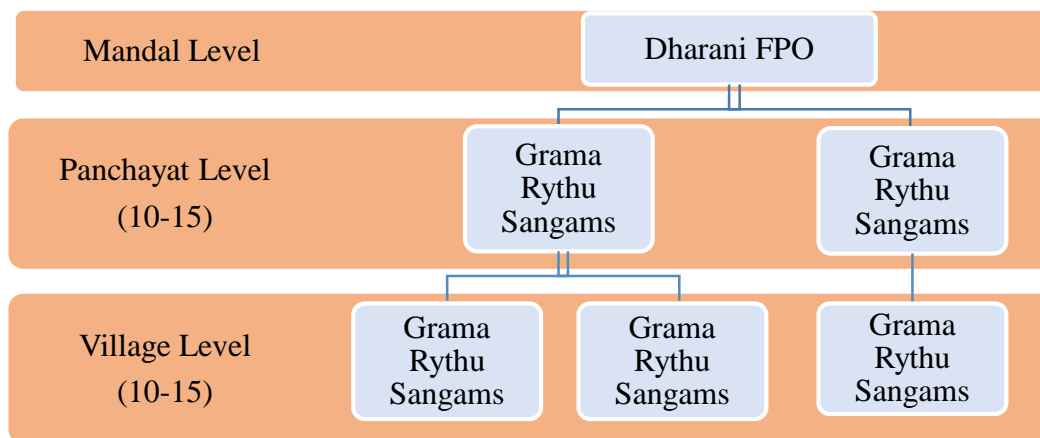 Mandal Level
Dharani FPO
Panchayat Level
(10-15)
Grama
Rythu
Sangams
Grama
Rythu
Sangams
Village Level
(10-15)
Grama
Rythu
Sangams
Grama
Rythu
Sangams
Grama
Rythu
Sangams